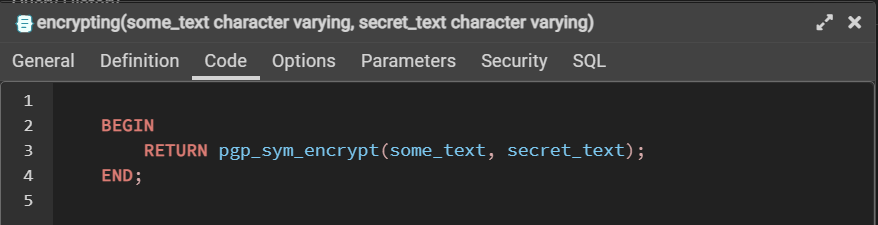 encrypting(some_text character varying, secret_text character varying)
General Definition Code Options Parameters Security SQL
1
2 BEGIN
3 RETURN pgp_sym_encrypt(some_text, secret_text);
4 END;
5